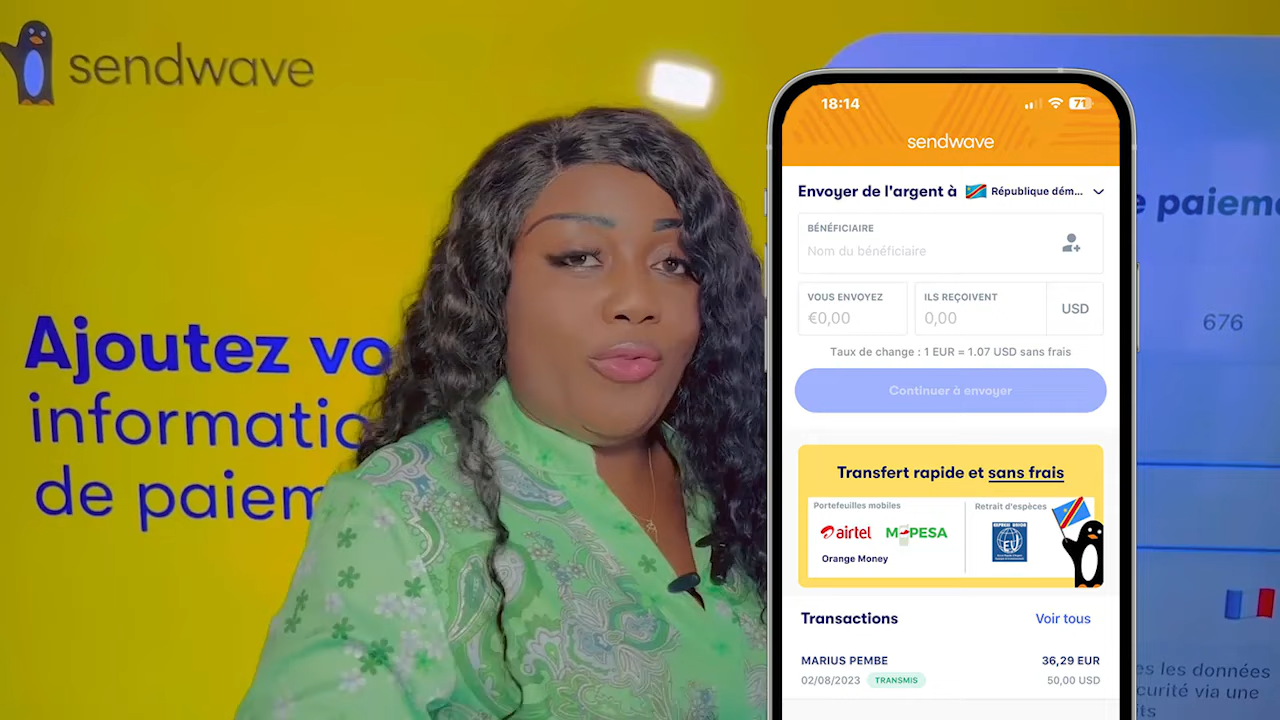 sendwave
Ajoutez vo
informatio
de paiem
18:14
71
sendwave
Envoyer de l'argent à République dém...
BÉNÉFICIAIRE
Nom du bénéficiaire
VOUS ENVOYEZ
€0,00
ILS REÇOIVENT
0,00
USD
Taux de change : 1 EUR = 1.07 USD sans frais
Continuer à envoyer
Transfert rapide et sans frais
Portefeuilles mobiles
airtel
M-PESA
Orange Money
Retrait d'espèces
Transactions
Voir tous
MARIUS PEMBE
36,29 EUR
02/08/2023
TRANSMIS
50,00 USD
e paieme
676
es les données
curité via une
its